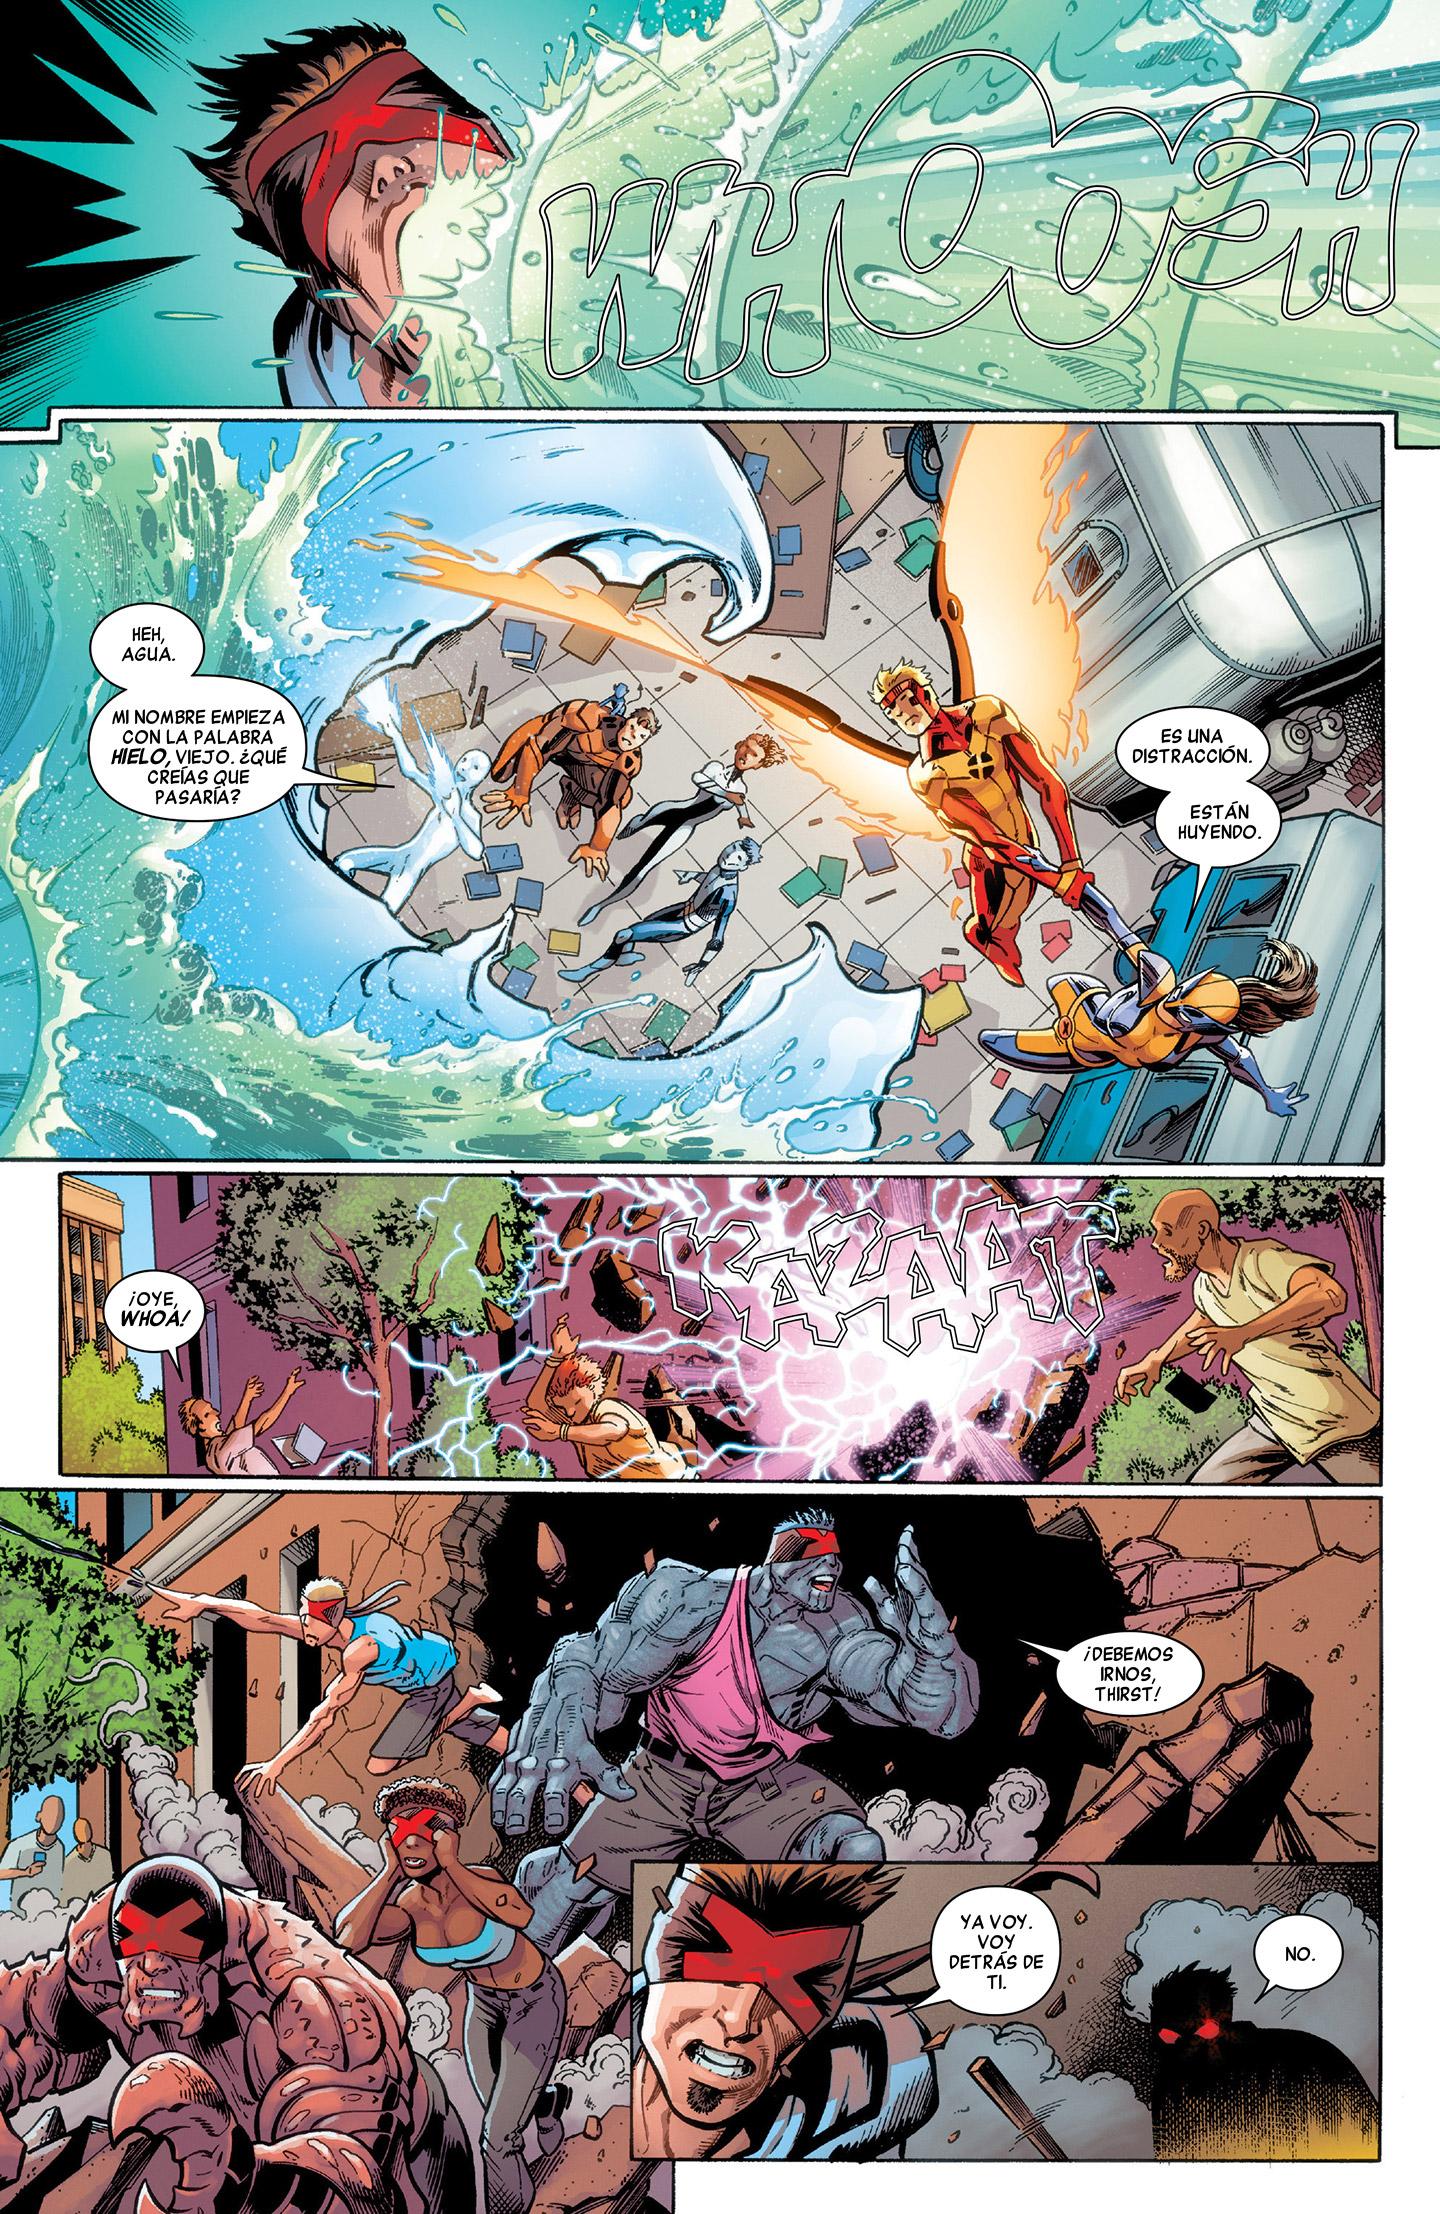 WHOOSH
HEH,
AGUA.
MI NOMBRE EMPIEZA
CON LA PALABRA
HIELO, VIEJO. ¿QUÉ
CREÍAS QUE
PASARÍA?
ES UNA
DISTRACCIÓN.
ESTÁN
HUYENDO.
¡OYE,
WHOA!
KAZAAAT
¡DEBEMOS
IRNOS,
THIRST!
YA VOY.
VOY
DETRÁS DE
TI.
NO.